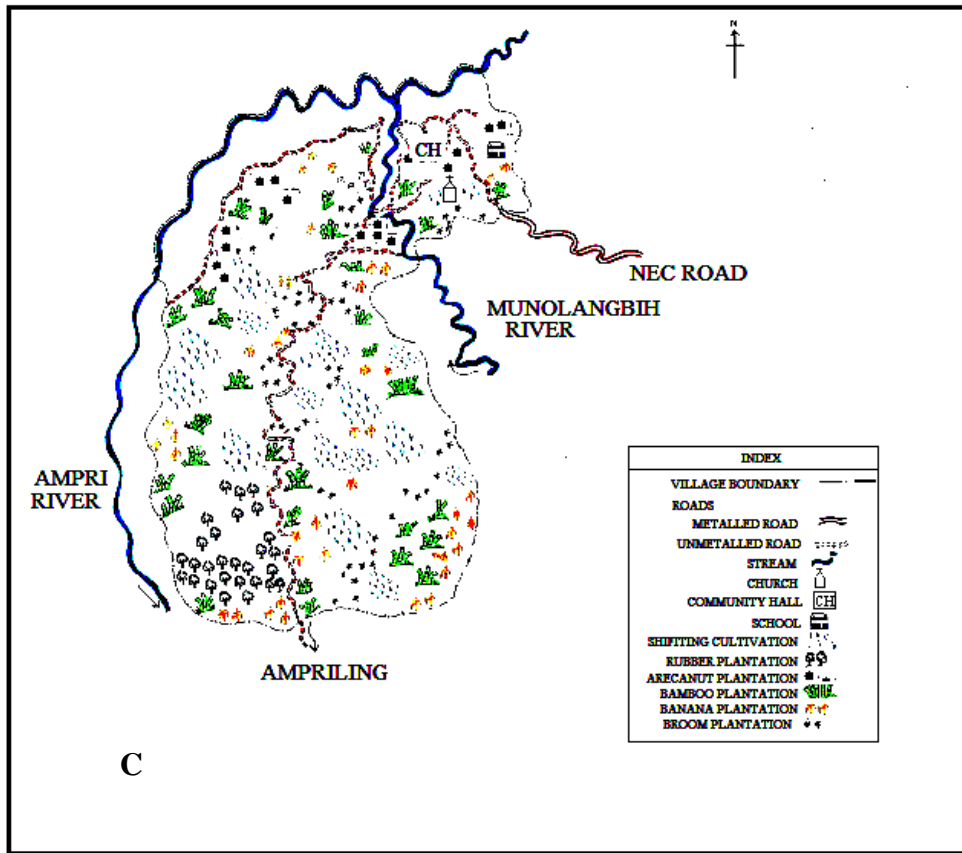 N
CH
NEC ROAD
MUNOLANGBIH
RIVER
AMPRI
RIVER
AMPRILING
C
INDEX
VILLAGE BOUNDARY
ROADS
METALLED ROAD
UNMETALLED ROAD
STREAM
CHURCH
COMMUNITY HALL CH
SCHOOL
SHIFITING CULTIVATION
RUBBER PLANTATION
ARECANUT PLANTATION
BAMBOO PLANTATION
BANANA PLANTATION
BROOM PLANTATION